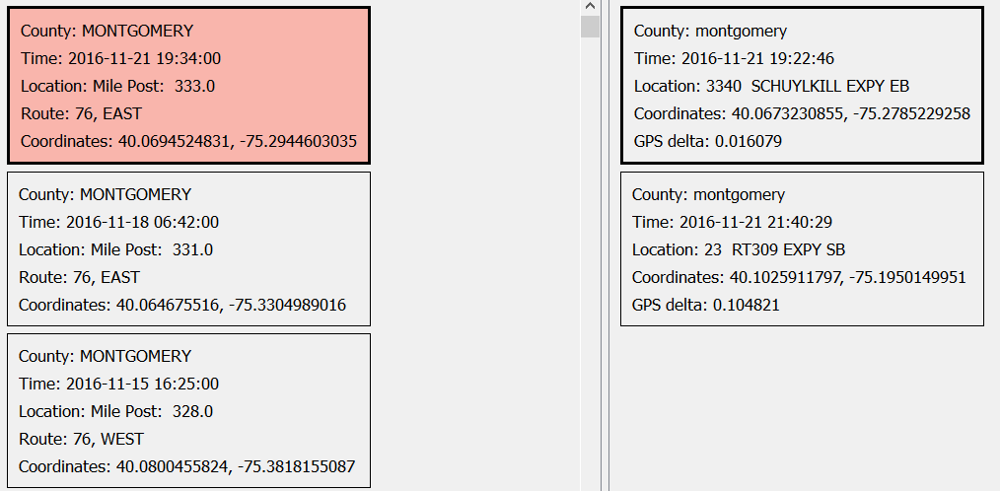 County: MONTGOMERY
Time: 2016-11-21 19:34:00
Location: Mile Post:  333.0
Route: 76, EAST
Coordinates: 40.0694524831, -75.2944603035
County: MONTGOMERY
Time: 2016-11-18 06:42:00
Location: Mile Post:  331.0
Route: 76, EAST
Coordinates: 40.064675516, -75.3304989016
County: MONTGOMERY
Time: 2016-11-15 16:25:00
Location: Mile Post:  328.0
Route: 76, WEST
Coordinates: 40.0800455824, -75.3818155087
County: montgomery
Time: 2016-11-21 19:22:46
Location: 3340  SCHUYLKILL EXPY EB
Coordinates: 40.0673230855, -75.2785229258
GPS delta: 0.016079
County: montgomery
Time: 2016-11-21 21:40:29
Location: 23  RT309 EXPY SB
Coordinates: 40.1025911797, -75.1950149951
GPS delta: 0.104821